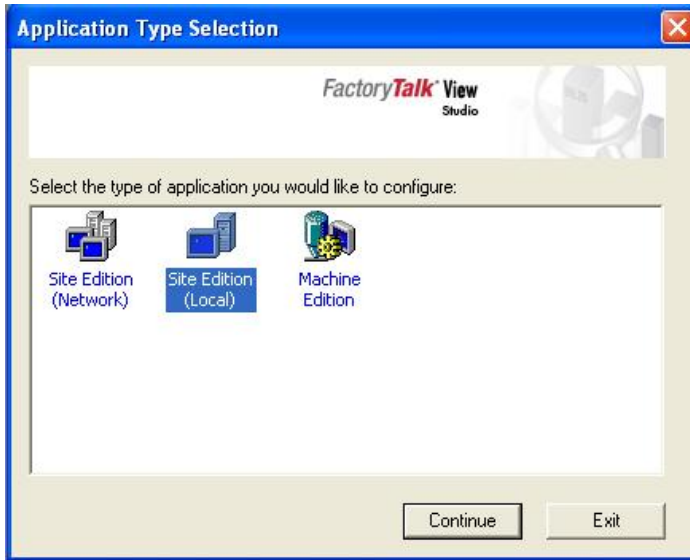 Application Type Selection
FactoryTalk View
Studio
Select the type of application you would like to configure:
Site Edition
(Network)
Site Edition
(Local)
Machine
Edition
Continue
Exit